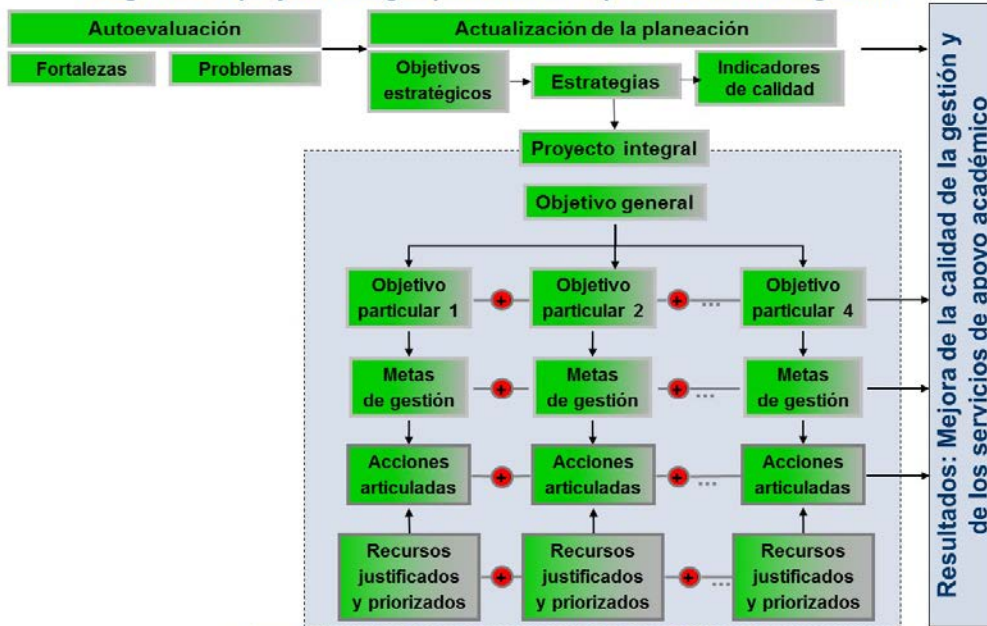 Autoevaluación
Actualización de la planeación
Fortalezas
Problemas
Objetivos
estratégicos
Estrategias
Indicadores
de calidad
Proyecto integral
Objetivo general
Objetivo
particular 1
+
Objetivo
particular 2
+
...
Objetivo
particular 4
Metas
de gestión
+
Metas
de gestión
+
...
Metas
de gestión
Acciones
articuladas
+
Acciones
articuladas
+
...
Acciones
articuladas
Recursos
justificados
y priorizados
+
Recursos
justificados
y priorizados
+
...
Recursos
justificados
y priorizados
Resultados: Mejora de la calidad de la gestión y
de los servicios de apoyo académico